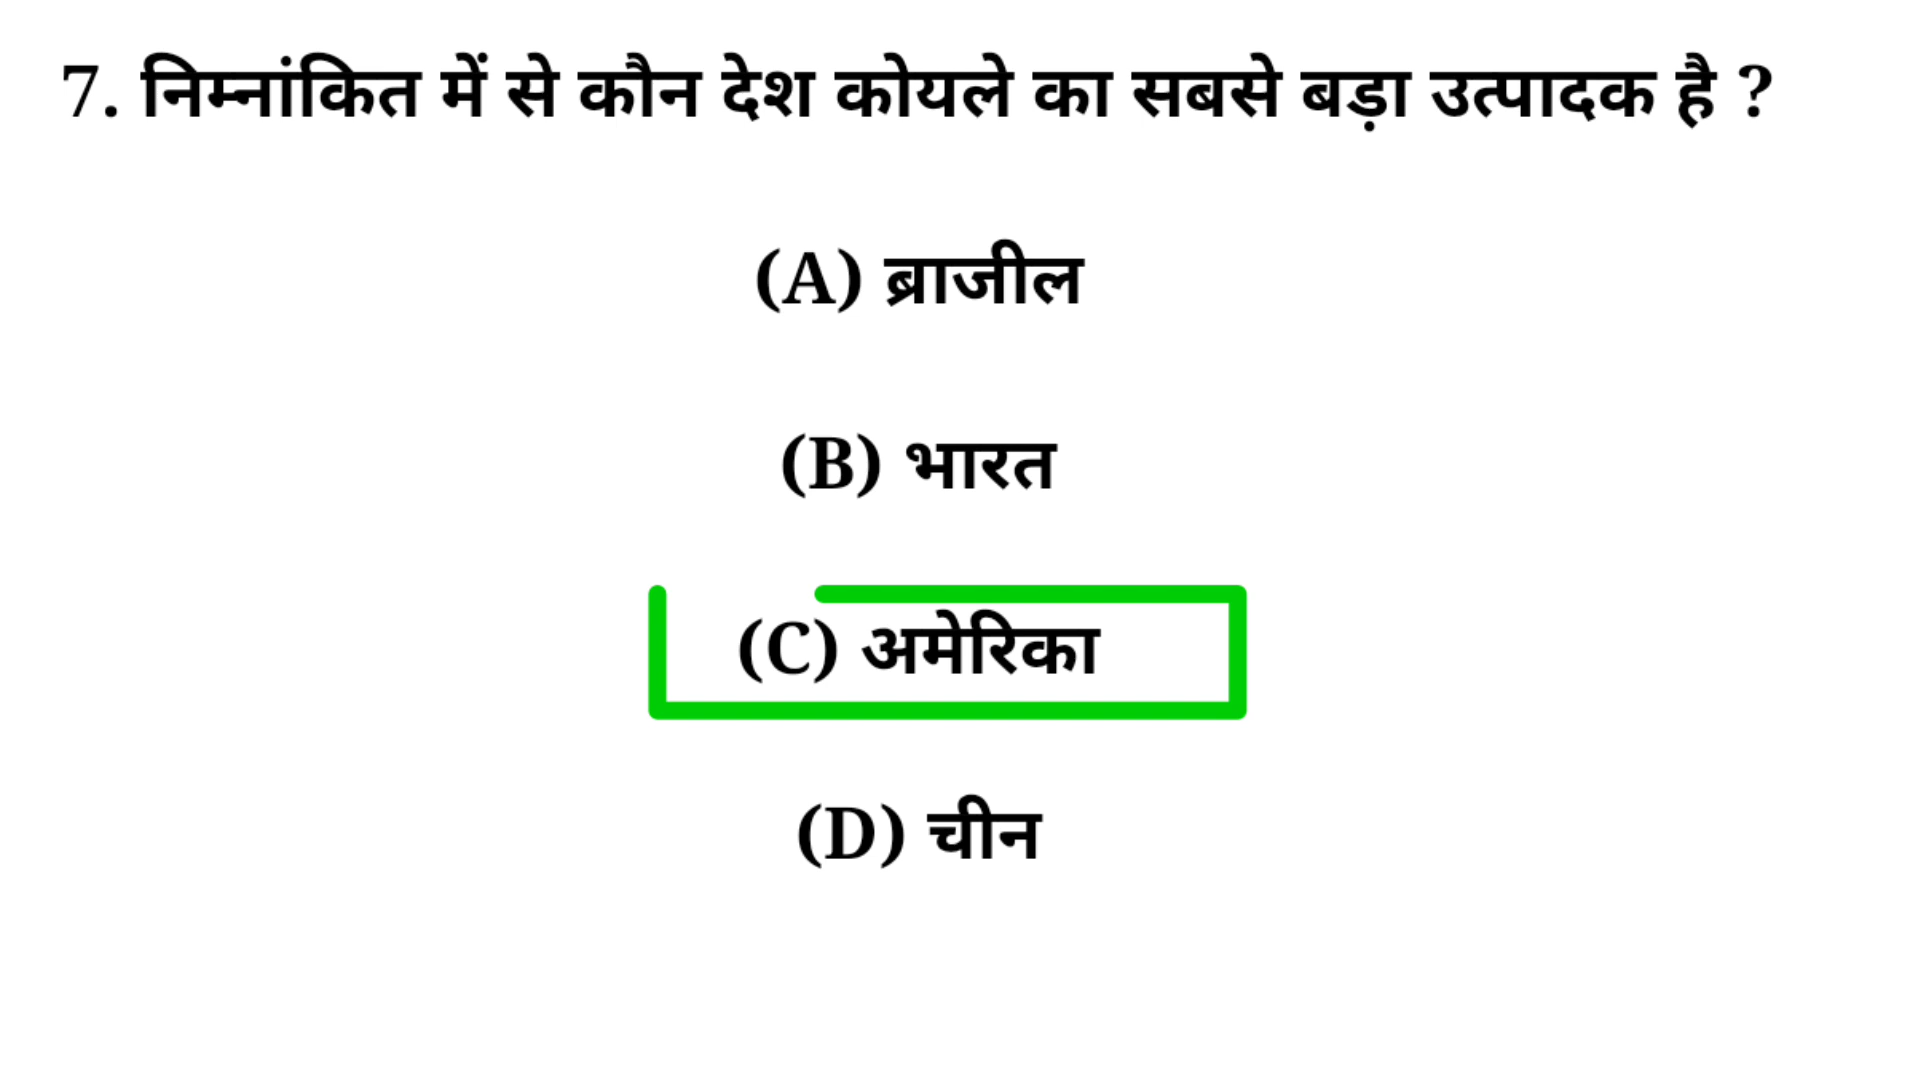 7. निम्नांकित में से कौन देश कोयले का सबसे बड़ा उत्पादक है ?
(A) ब्राजील
(B) भारत
(C) अमेरिका
(D) चीन